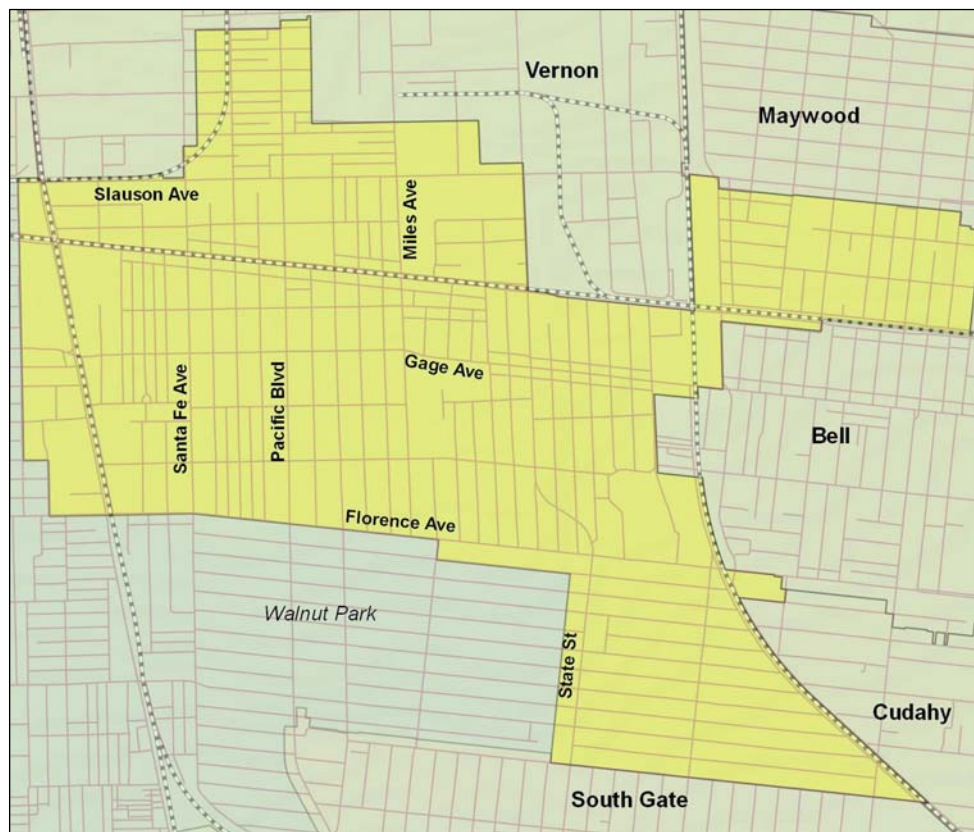 Vernon
Maywood
Slauson Ave
Miles Ave
Gage Ave
Santa Fe Ave
Pacific Blvd
Bell
Florence Ave
Walnut Park
State St
Cudahy
South Gate